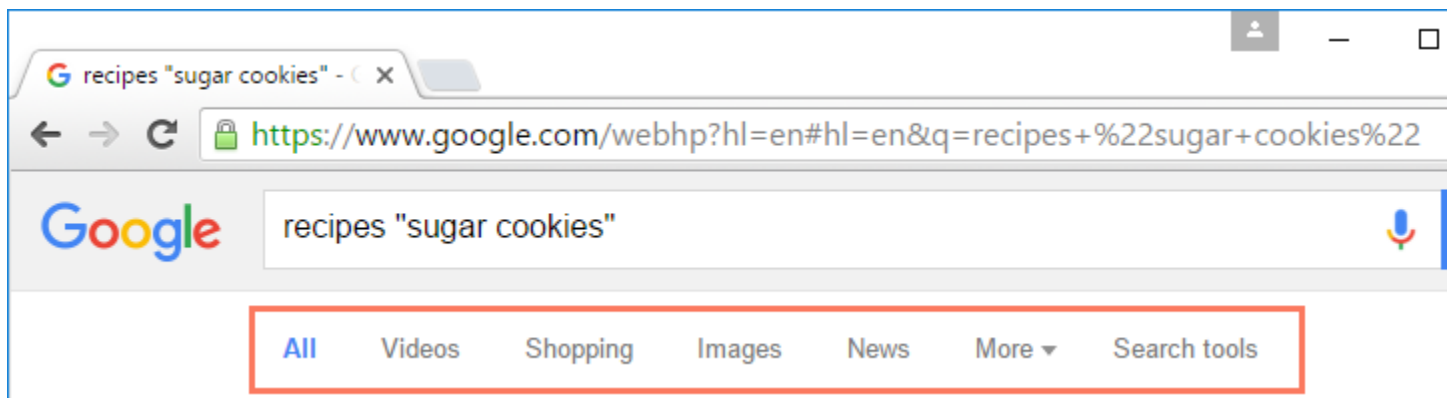 recipes "sugar cookies" -
https://www.google.com/webhp?hl=en#hl=en&q=recipes+%22sugar+cookies%22
Google recipes "sugar cookies"
All Videos Shopping Images News More Search tools